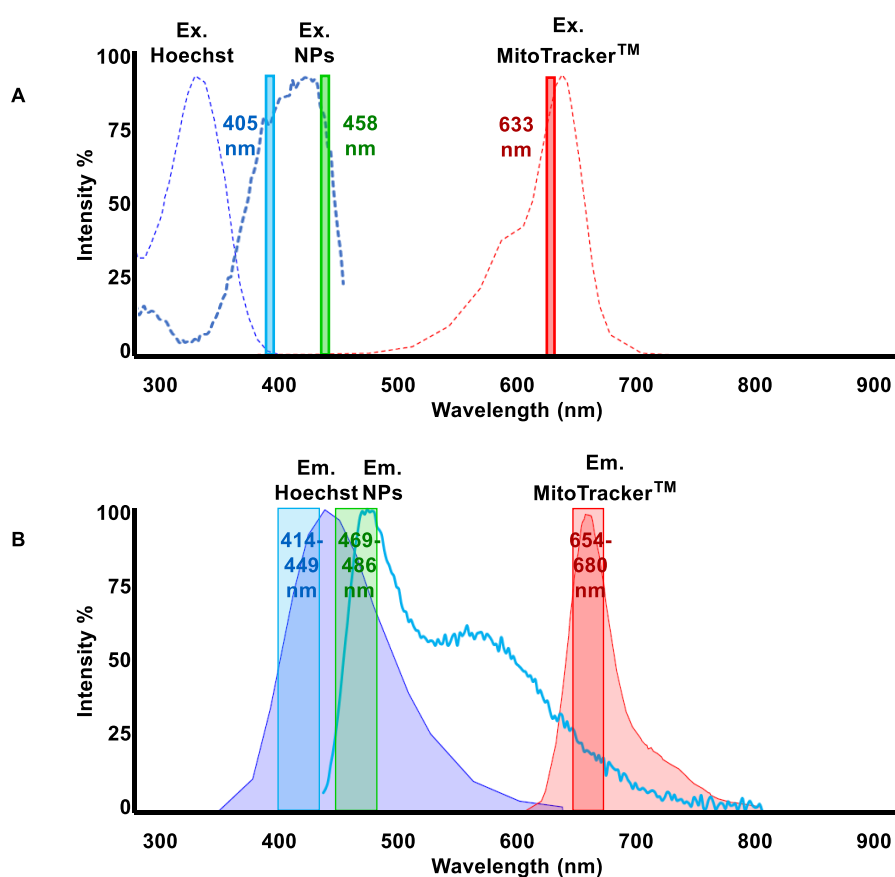 A
Ex.
Hoechst
Ex.
NPs
Ex.
MitoTracker™
405
nm
458
nm
633
nm
Intensity %
100
75
50
25
0
300 400 500 600 700 800 900
Wavelength (nm)
B
Em.
Hoechst
Em.
NPs
Em.
MitoTracker™
414-
449
nm
469-
486
nm
654-
680
nm
Intensity %
100
75
50
25
0
300 400 500 600 700 800 900
Wavelength (nm)